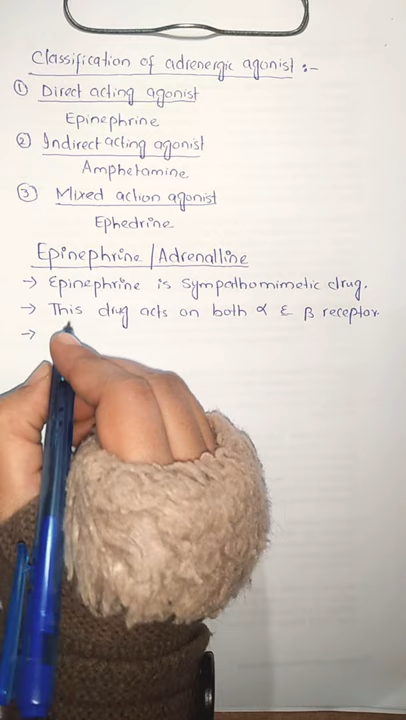 Classification of adrenergic agonist :-
① Direct acting agonist
Epinephrine
② Indirect acting agonist
Amphetamine
③ Mixed action agonist
Ephedrine
Epinephrine/Adrenalline
→ Epinephrine is sympathomimetic drug.
→ This drug acts on both α & β receptor.
→